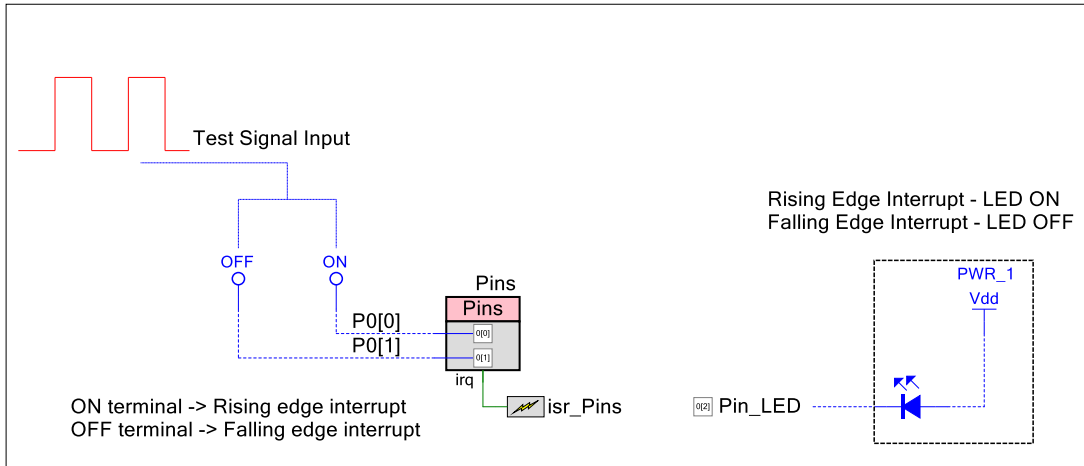 Test Signal Input
Rising Edge Interrupt - LED ON
Falling Edge Interrupt - LED OFF
OFF
ON
PWR_1
Vdd
Pins
Pins
P0[0]
0[0]
P0[1]
0[1]
irq
isr_Pins
0[2]
Pin_LED
ON terminal -> Rising edge interrupt
OFF terminal -> Falling edge interrupt